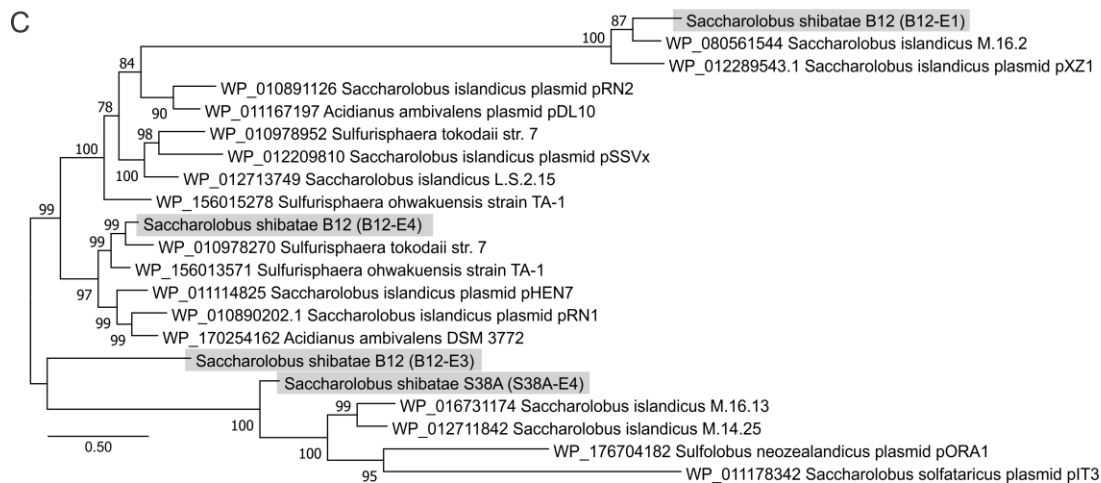 C
Saccharolobus shibatae B12 (B12-E1)
87
WP_080561544 Saccharolobus islandicus M.16.2
100
WP_012289543.1 Saccharolobus islandicus plasmid pXZ1
84
WP_010891126 Saccharolobus islandicus plasmid pRN2
78
90
WP_011167197 Acidianus ambivalens plasmid pDL10
98
WP_010978952 Sulfurisphaera tokodaii str. 7
100
WP_012209810 Saccharolobus islandicus plasmid pSSVx
100
WP_012713749 Saccharolobus islandicus L.S.2.15
WP_156015278 Sulfurisphaera ohwakuensis strain TA-1
99
99
Saccharolobus shibatae B12 (B12-E4)
99
WP_010978270 Sulfurisphaera tokodaii str. 7
WP_156013571 Sulfurisphaera ohwakuensis strain TA-1
97
WP_011114825 Saccharolobus islandicus plasmid pHEN7
99
WP_010890202.1 Saccharolobus islandicus plasmid pRN1
99
WP_170254162 Acidianus ambivalens DSM 3772
Saccharolobus shibatae B12 (B12-E3)
Saccharolobus shibatae S38A (S38A-E4)
99
WP_016731174 Saccharolobus islandicus M.16.13
100
WP_012711842 Saccharolobus islandicus M.14.25
0.50
100
WP_176704182 Sulfolobus neozealandicus plasmid pORA1
95
WP_011178342 Saccharolobus solfataricus plasmid pIT3